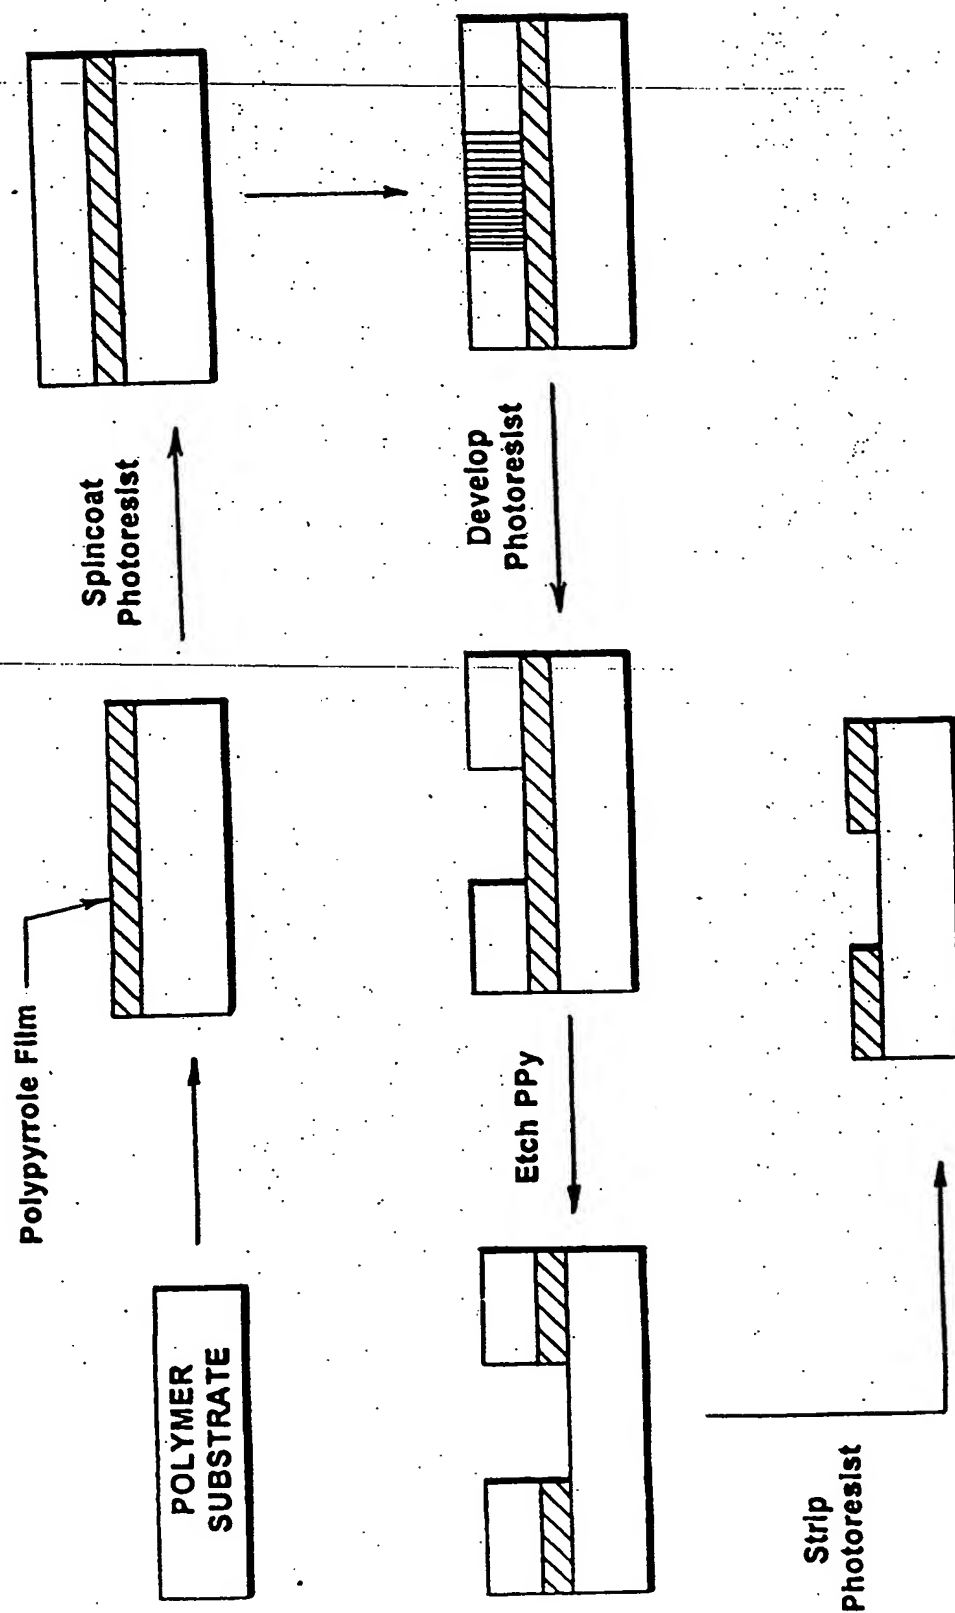 POLYMER
SUBSTRATE
Polypyrrole Film
Spincoat
Photoresist
Develop
Photoresist
Etch PPy
Strip
Photoresist